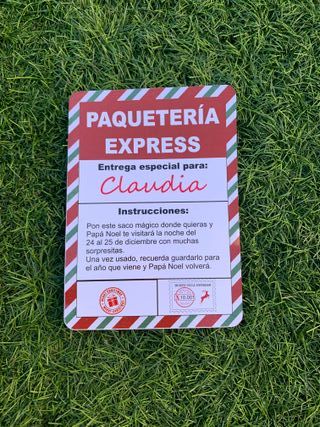 PAQUETERÍA
EXPRESS
Entrega especial para:
Claudia
Instrucciones:
Pon este saco mágico donde quieras y
Papá Noel te visitará la noche del
24 al 25 de diciembre con muchas
sorpresitas.
Una vez usado, recuerda guardarlo para
el año que viene y Papá Noel volverá.